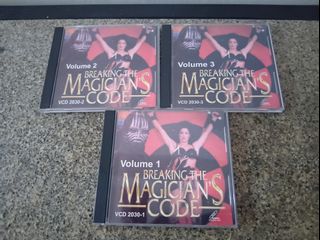 Volume 2
BREAKING THE
MAGICIAN'S
CODE
VCD 2030-2
Volume 3
BREAKING THE
MAGICIAN'S
CODE
VCD 2030-3
Volume 1
BREAKING THE
MAGICIAN'S
CODE
VCD 2030-1